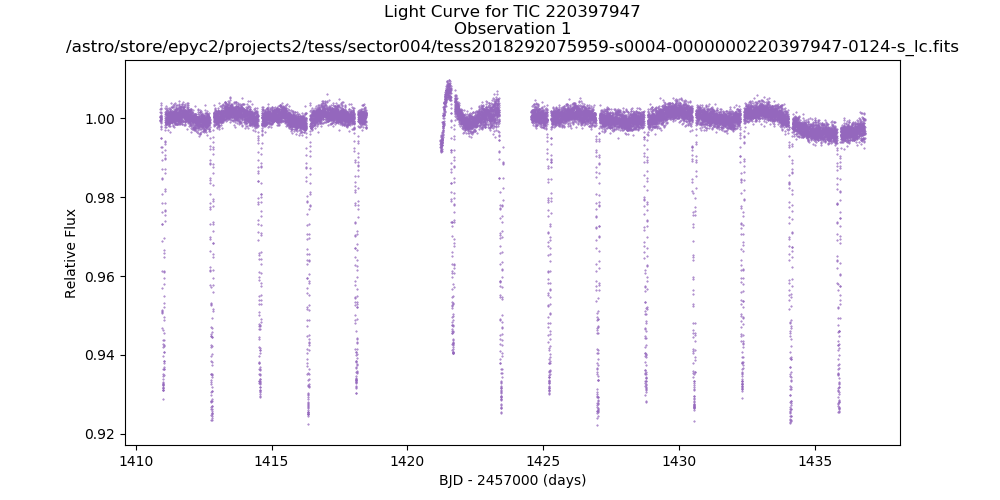 Light Curve for TIC 220397947
Observation 1
/astro/store/epyc2/projects2/tess/sector004/tess2018292075959-s0004-0000000220397947-0124-s_lc.fits
1.00
0.98
0.96
0.94
0.92
Relative Flux
1410 1415 1420 1425 1430 1435
BJD - 2457000 (days)